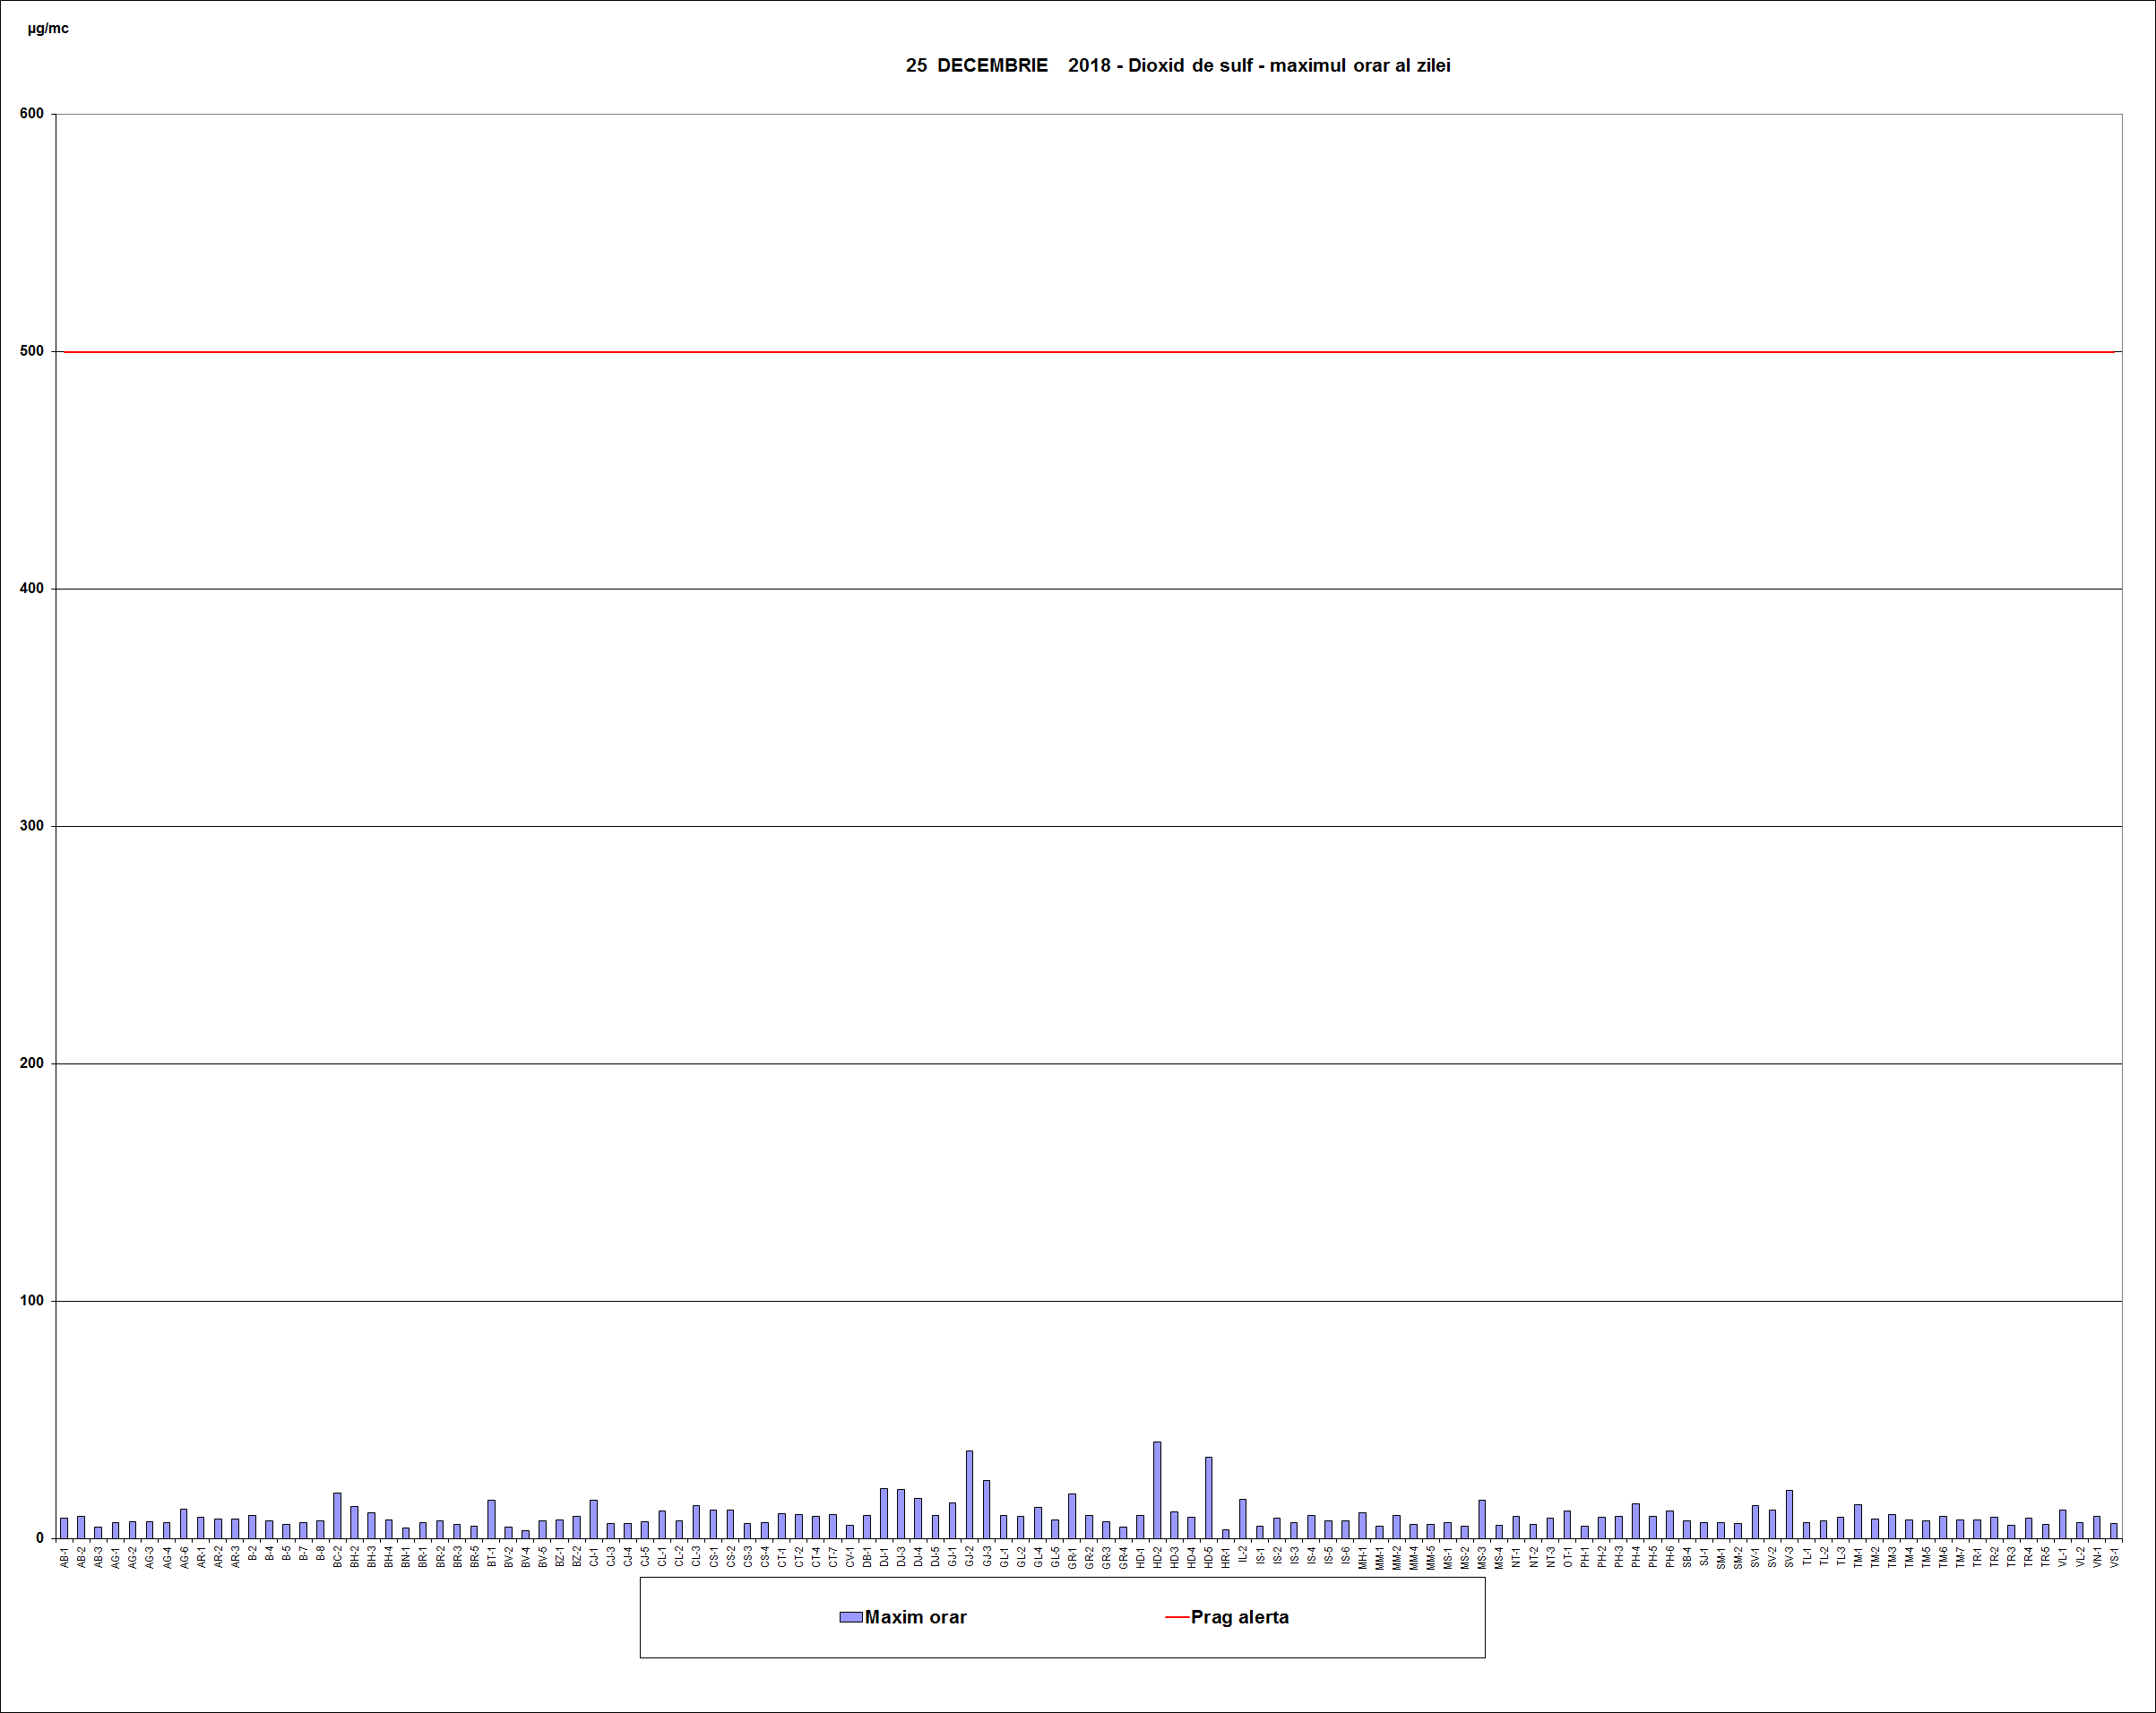 µg/mc
25 DECEMBRIE 2018 - Dioxid de sulf - maximul orar al zilei
600
500
400
300
200
100
0
AB-1 AB-2 AB-3 AG-1 AG-2 AG-3 AG-4 AG-6 AR-1 AR-2 AR-3 B-2 B-4 B-5 B-7 B-8 BC-2 BH-2 BH-3 BH-4 BN-1 BR-1 BR-2 BR-3 BR-5 BT-1 BV-2 BV-4 BV-5 BZ-1 BZ-2 CJ-1 CJ-3 CJ-4 CJ-5 CL-1 CL-2 CL-3 CS-1 CS-2 CS-3 CS-4 CT-1 CT-2 CT-4 CT-7 CV-1 DB-1 DJ-1 DJ-3 DJ-4 DJ-5 GJ-1 GJ-2 GJ-3 GL-1 GL-2 GL-4 GL-5 GR-1 GR-2 GR-3 GR-4 HD-1 HD-2 HD-3 HD-4 HD-5 HR-1 IL-2 IS-1 IS-2 IS-3 IS-4 IS-5 IS-6 MH-1 MM-1 MM-2 MM-4 MM-5 MS-1 MS-2 MS-3 MS-4 NT-1 NT-2 NT-3 OT-1 PH-1 PH-2 PH-3 PH-4 PH-5 PH-6 SB-4 SJ-1 SM-1 SM-2 SV-1 SV-2 SV-3 TL-1 TL-2 TL-3 TM-1 TM-2 TM-3 TM-4 TM-5 TM-6 TM-7 TR-1 TR-2 TR-3 TR-4 TR-5 VL-1 VL-2 VN-1 VS-1
Maxim orar Prag alerta